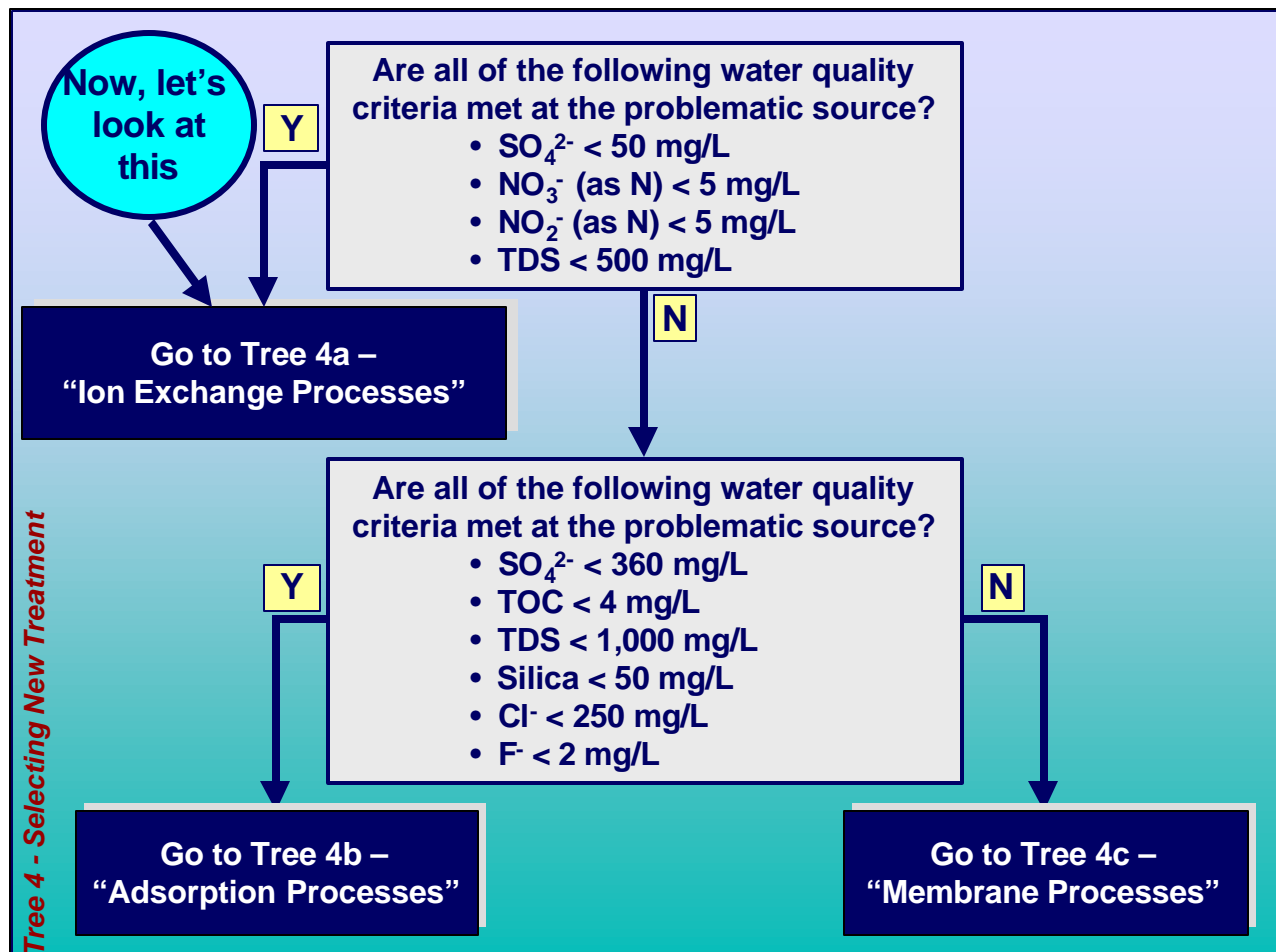 Now, let’s
look at
this
Y
Are all of the following water quality
criteria met at the problematic source?
• SO₄²⁻ < 50 mg/L
• NO₃⁻ (as N) < 5 mg/L
• NO₂⁻ (as N) < 5 mg/L
• TDS < 500 mg/L
N
Go to Tree 4a –
“Ion Exchange Processes”
Are all of the following water quality
criteria met at the problematic source?
• SO₄²⁻ < 360 mg/L
• TOC < 4 mg/L
• TDS < 1,000 mg/L
• Silica < 50 mg/L
• Cl⁻ < 250 mg/L
• F⁻ < 2 mg/L
Y
N
Go to Tree 4b –
“Adsorption Processes”
Go to Tree 4c –
“Membrane Processes”
Tree 4 - Selecting New Treatment